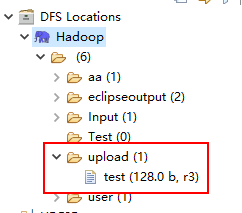 DFS Locations
Hadoop
(6)
aa (1)
eclipseoutput (2)
Input (1)
Test (0)
upload (1)
test (128.0 b, r3)
user (1)